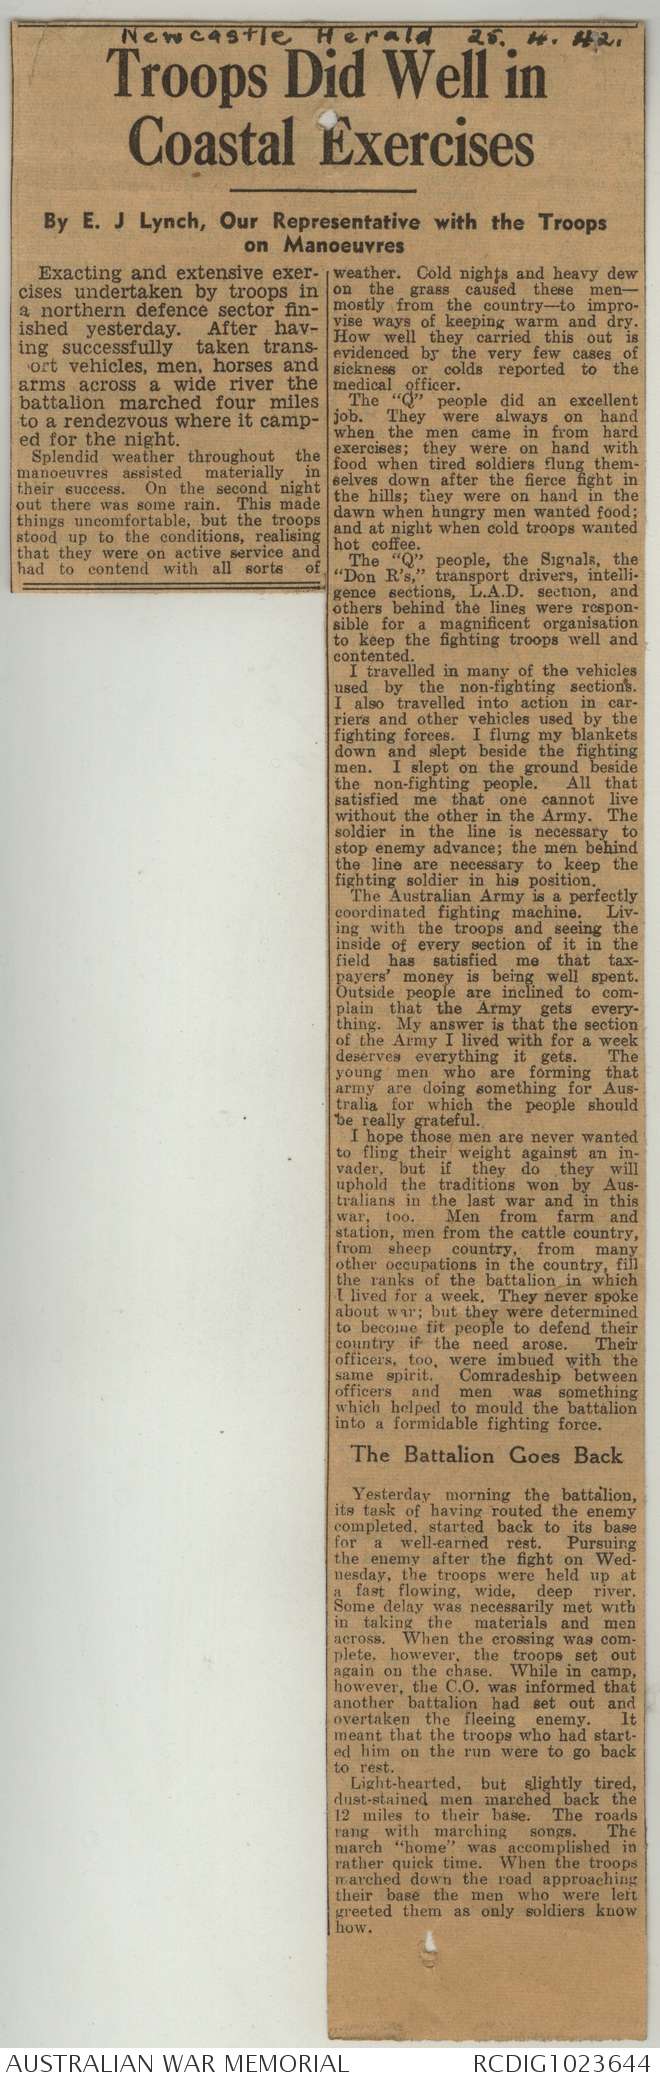 Newcastle Herald 25. 4. 42.
Troops Did Well in
Coastal Exercises
By E. J Lynch, Our Representative with the Troops
on Manoeuvres
Exacting and extensive exer-
cises undertaken by troops in
a northern defence sector fin-
ished yesterday. After hav-
ing successfully taken trans-
ort vehicles, men, horses and
arms across a wide river the
battalion marched four miles
to a rendezvous where it camp-
ed for the night.
Splendid weather throughout the
manoeuvres assisted materially in
their success. On the second night
out there was some rain. This made
things uncomfortable, but the troops
stood up to the conditions, realising
that they were on active service and
had to contend with all sorts of
weather. Cold nights and heavy dew
on the grass caused these men—
mostly from the country—to impro-
vise ways of keeping warm and dry.
How well they carried this out is
evidenced by the very few cases of
sickness or colds reported to the
medical officer.
The "Q" people did an excellent
job. They were always on hand
when the men came in from hard
exercises; they were on hand with
food when tired soldiers flung them-
selves down after the fierce fight in
the hills; they were on hand in the
dawn when hungry men wanted food;
and at night when cold troops wanted
hot coffee.
The "Q" people, the Signals, the
"Don R's," transport drivers, intelli-
gence sections, L.A.D. section, and
others behind the lines were respon-
sible for a magnificent organisation
to keep the fighting troops well and
contented.
I travelled in many of the vehicles
used by the non-fighting sections.
I also travelled into action in car-
riers and other vehicles used by the
fighting forces. I flung my blankets
down and slept beside the fighting
men. I slept on the ground beside
the non-fighting people. All that
satisfied me that one cannot live
without the other in the Army. The
soldier in the line is necessary to
stop enemy advance; the men behind
the line are necessary to keep the
fighting soldier in his position.
The Australian Army is a perfectly
coordinated fighting machine. Liv-
ing with the troops and seeing the
inside of every section of it in the
field has satisfied me that tax-
payers' money is being well spent.
Outside people are inclined to com-
plain that the Army gets every-
thing. My answer is that the section
of the Army I lived with for a week
deserves everything it gets. The
young men who are forming that
army are doing something for Aus-
tralia for which the people should
be really grateful.
I hope those men are never wanted
to fling their weight against an in-
vader, but if they do they will
uphold the traditions won by Aus-
tralians in the last war and in this
war, too. Men from farm and
station, men from the cattle country,
from sheep country, from many
other occupations in the country, fill
the ranks of the battalion in which
I lived for a week. They never spoke
about war; but they were determined
to become fit people to defend their
country if the need arose. Their
officers, too, were imbued with the
same spirit. Comradeship between
officers and men was something
which helped to mould the battalion
into a formidable fighting force.
The Battalion Goes Back
Yesterday morning the battalion,
its task of having routed the enemy
completed, started back to its base
for a well-earned rest. Pursuing
the enemy after the fight on Wed-
nesday, the troops were held up at
a fast flowing, wide, deep river.
Some delay was necessarily met with
in taking the materials and men
across. When the crossing was com-
plete, however, the troops set out
again on the chase. While in camp,
however, the C.O. was informed that
another battalion had set out and
overtaken the fleeing enemy. It
meant that the troops who had start-
ed him on the run were to go back
to rest.
Light-hearted, but slightly tired,
dust-stained men marched back the
12 miles to their base. The roads
rang with marching songs. The
march "home" was accomplished in
rather quick time. When the troops
marched down the road approaching
their base the men who were left
greeted them as only soldiers know
how.
AUSTRALIAN WAR MEMORIAL
RCDIG1023644